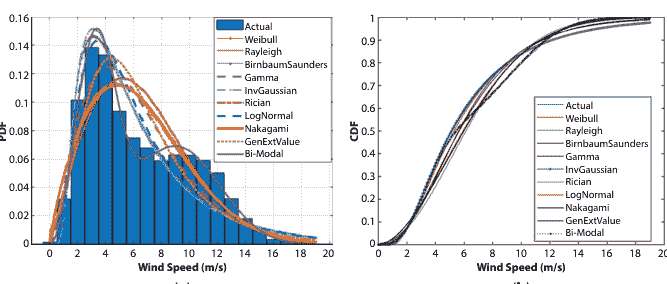 0.16
0.14
0.12
0.1
0.08
0.06
0.04
0.02
0
PDF
0 2 4 6 8 10 12 14 16 18 20
Wind Speed (m/s)
Actual
Weibull
Rayleigh
BirnbaumSaunders
Gamma
InvGaussian
Rician
LogNormal
Nakagami
GenExtValue
Bi-Modal
1
0.9
0.8
0.7
0.6
0.5
0.4
0.3
0.2
0.1
0
CDF
0 2 4 6 8 10 12 14 16 18 20
Wind Speed (m/s)
Actual
Weibull
Rayleigh
BirnbaumSaunders
Gamma
InvGaussian
Rician
LogNormal
Nakagami
GenExtValue
Bi-Modal